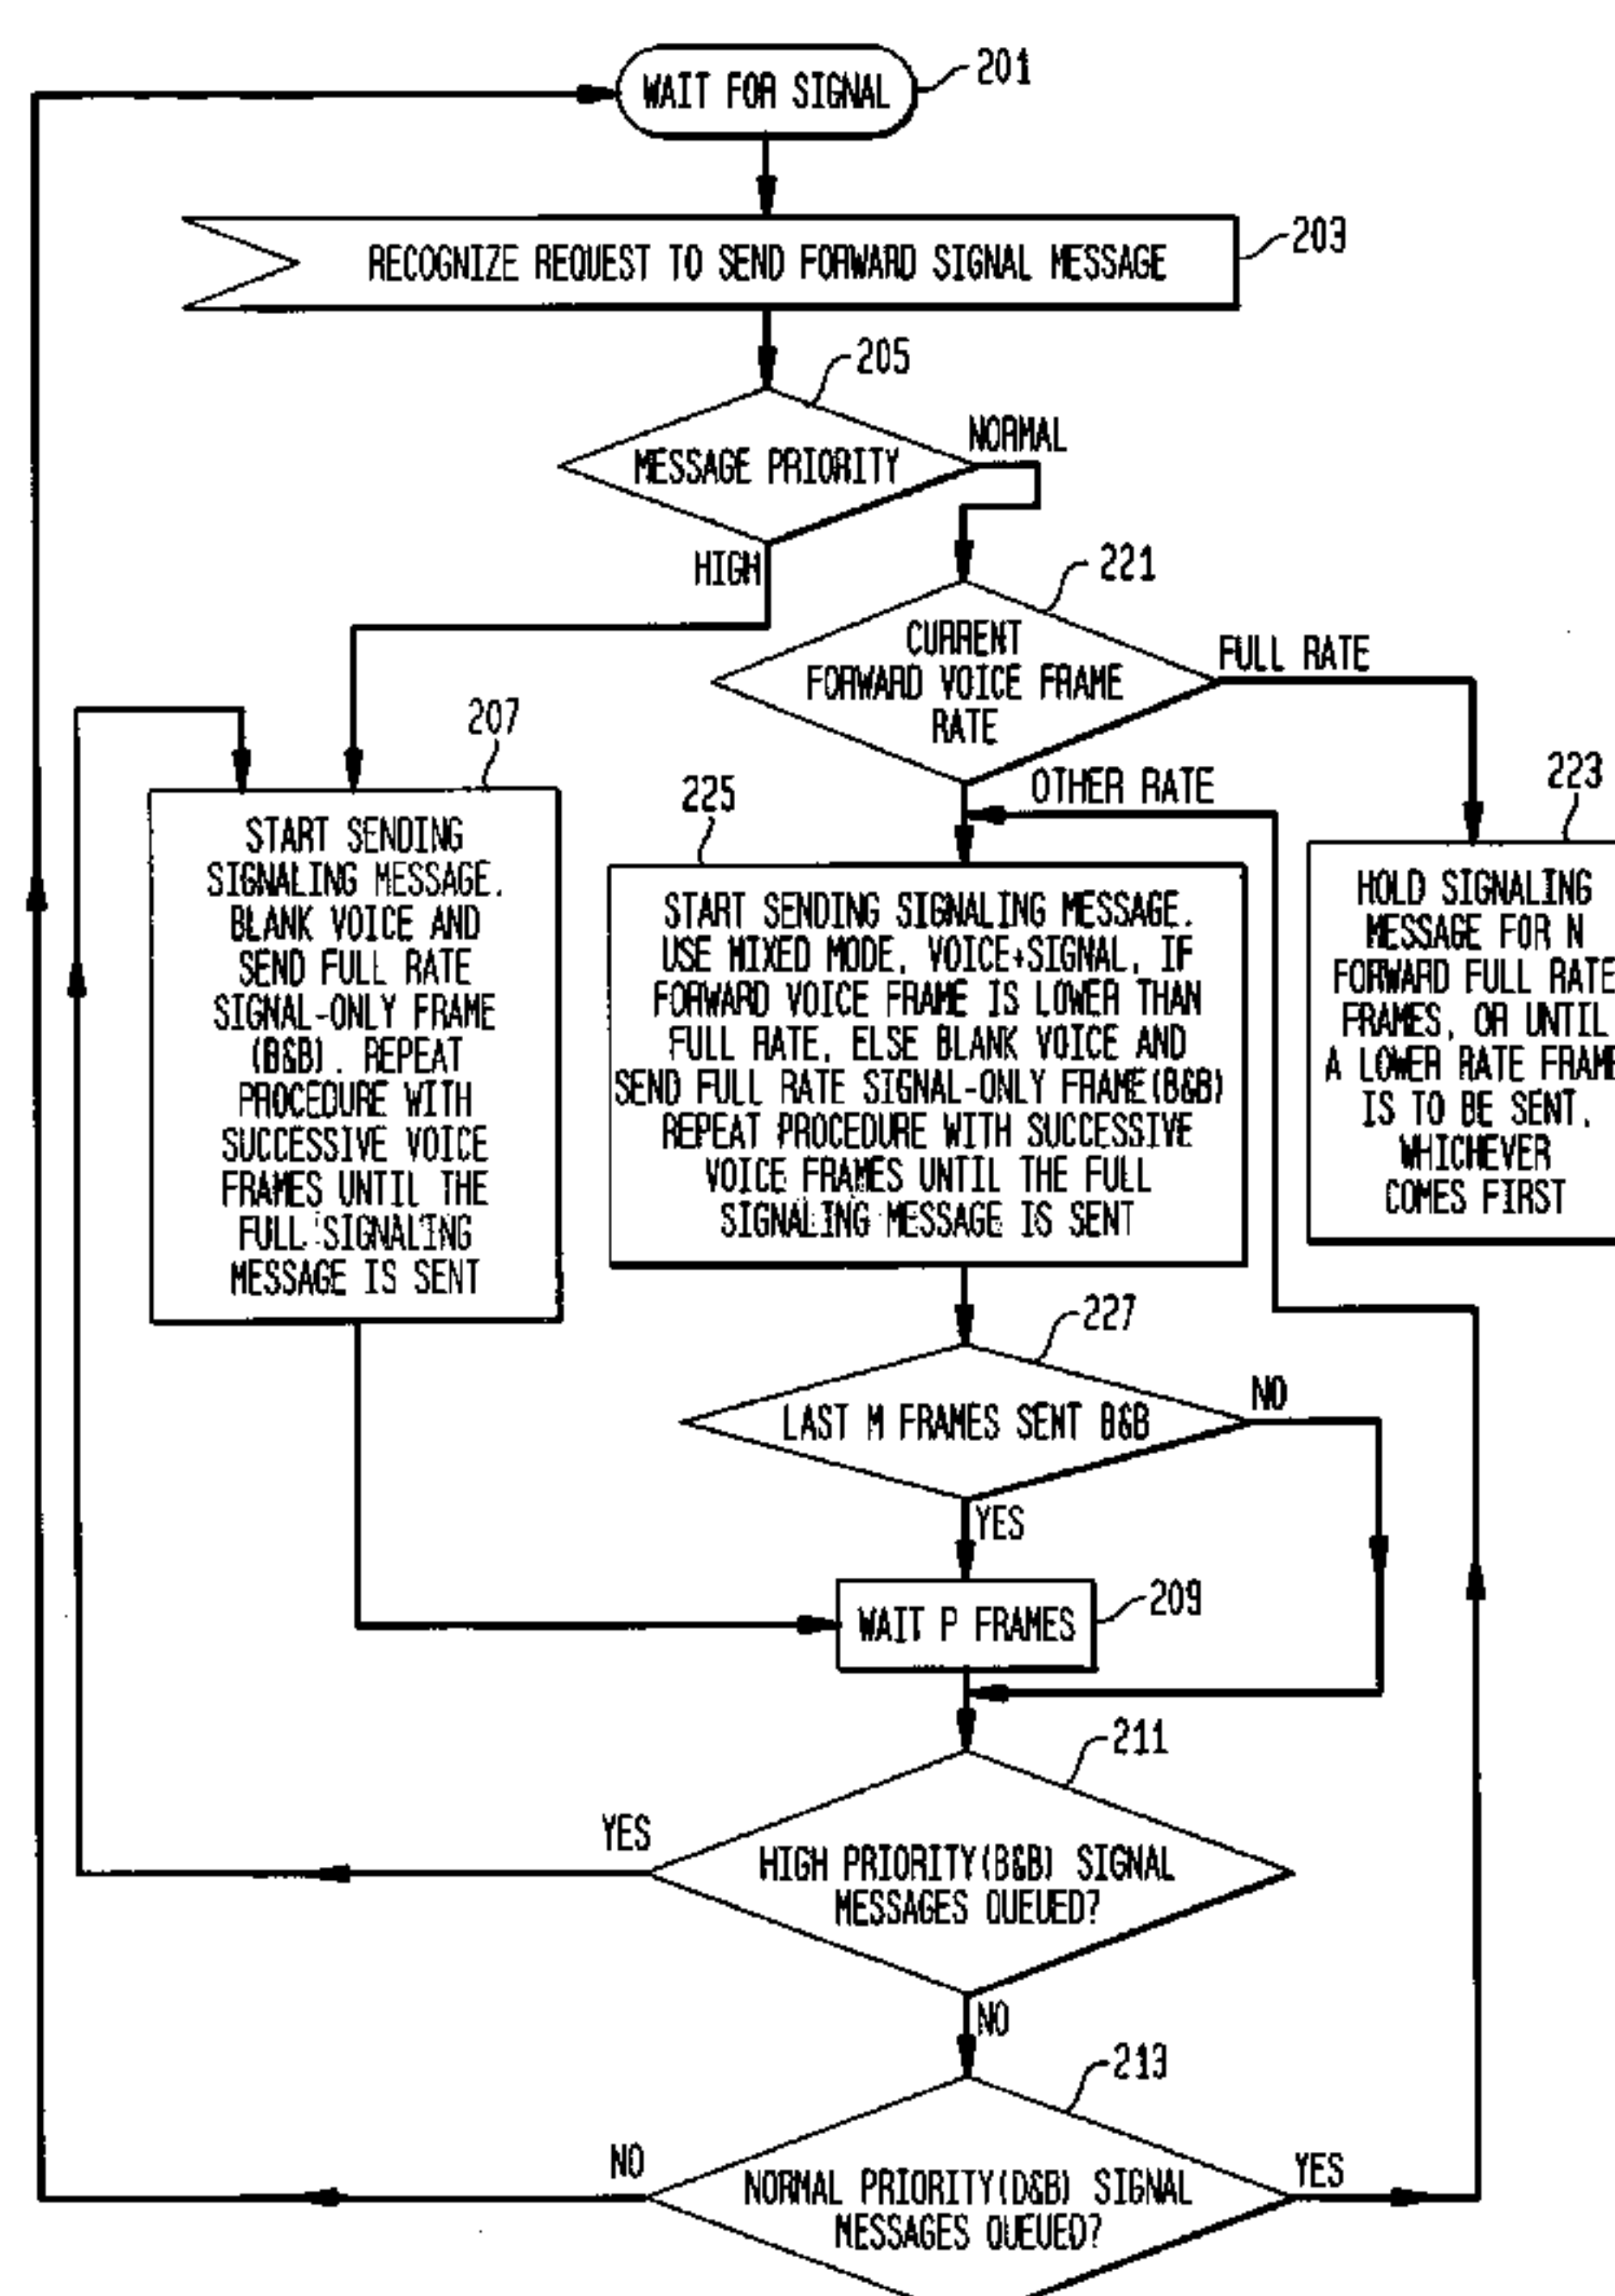 WAIT FOR SIGNAL
201
RECOGNIZE REQUEST TO SEND FORWARD SIGNAL MESSAGE
203
205
MESSAGE PRIORITY
NORMAL
HIGH
221
CURRENT
FORWARD VOICE FRAME
RATE
FULL RATE
OTHER RATE
207
START SENDING
SIGNALING MESSAGE.
BLANK VOICE AND
SEND FULL RATE
SIGNAL-ONLY FRAME
(B&B). REPEAT
PROCEDURE WITH
SUCCESSIVE VOICE
FRAMES UNTIL THE
FULL SIGNALING
MESSAGE IS SENT
225
START SENDING SIGNALING MESSAGE.
USE MIXED MODE, VOICE+SIGNAL, IF
FORWARD VOICE FRAME IS LOWER THAN
FULL RATE, ELSE BLANK VOICE AND
SEND FULL RATE SIGNAL-ONLY FRAME(B&B)
REPEAT PROCEDURE WITH SUCCESSIVE
VOICE FRAMES UNTIL THE FULL
SIGNALING MESSAGE IS SENT
223
HOLD SIGNALING
MESSAGE FOR N
FORWARD FULL RATE
FRAMES, OR UNTIL
A LOWER RATE FRAME
IS TO BE SENT,
WHICHEVER
COMES FIRST
227
LAST M FRAMES SENT B&B
NO
YES
WAIT P FRAMES
209
211
YES
HIGH PRIORITY(B&B) SIGNAL
MESSAGES QUEUED?
NO
213
NO
NORMAL PRIORITY(D&B) SIGNAL
MESSAGES QUEUED?
YES